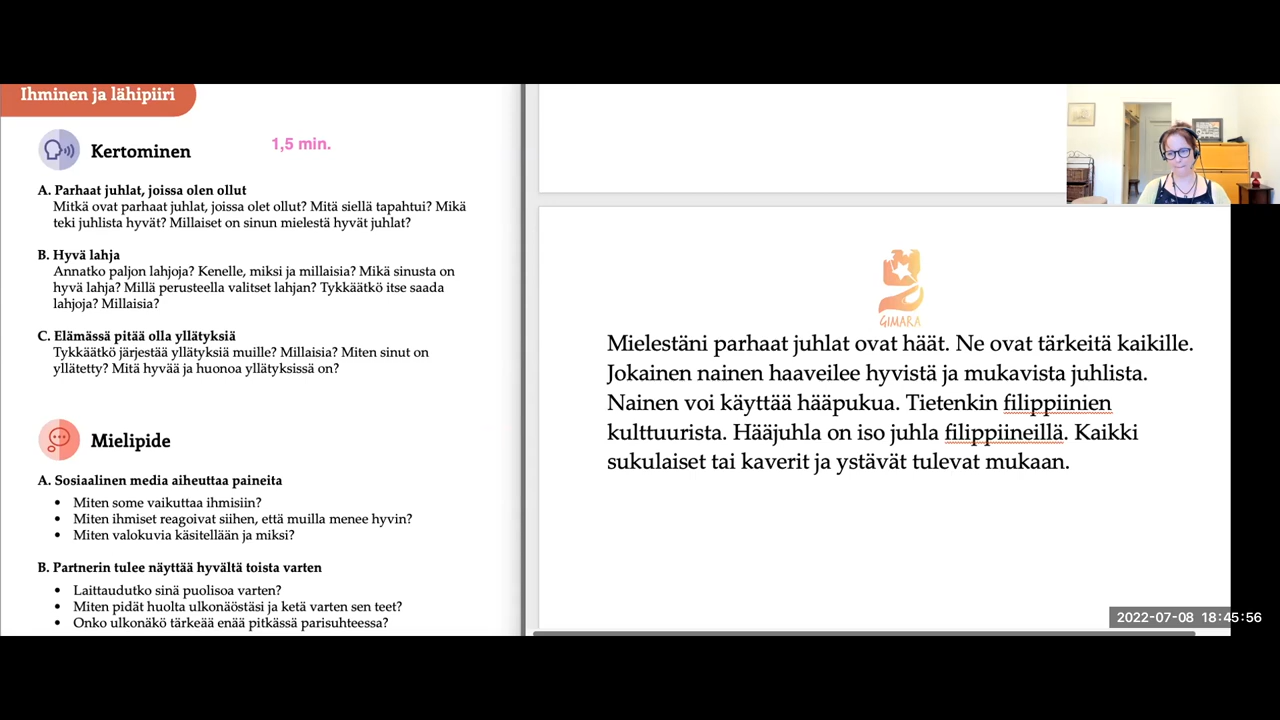 Ihminen ja lähipiiri
Kertominen
1,5 min.
A. Parhaat juhlat, joissa olen ollut
Mitkä ovat parhaat juhlat, joissa olet ollut? Mitä siellä tapahtui? Mikä
teki juhlista hyvät? Millaiset on sinun mielestä hyvät juhlat?
B. Hyvä lahja
Annatko paljon lahjoja? Kenelle, miksi ja millaisia? Mikä sinusta on
hyvä lahja? Millä perusteella valitset lahjan? Tykkäätkö itse saada
lahjoja? Millaisia?
C. Elämässä pitää olla yllätyksiä
Tykkäätkö järjestää yllätyksiä muille? Millaisia? Miten sinut on
yllätetty? Mitä hyvää ja huonoa yllätyksissä on?
Mielipide
A. Sosiaalinen media aiheuttaa paineita
• Miten some vaikuttaa ihmisiin?
• Miten ihmiset reagoivat siihen, että muilla menee hyvin?
• Miten valokuvia käsitellään ja miksi?
B. Partnerin tulee näyttää hyvältä toista varten
• Laittaudutko sinä puolisoa varten?
• Miten pidät huolta ulkonäöstäsi ja ketä varten sen teet?
• Onko ulkonäkö tärkeää enää pitkässä parisuhteessa?
GIMARA
Mielestäni parhaat juhlat ovat häät. Ne ovat tärkeitä kaikille.
Jokainen nainen haaveilee hyvistä ja mukavista juhlista.
Nainen voi käyttää hääpukua. Tietenkin filippiinien
kulttuurista. Hääjuhla on iso juhla filippiineillä. Kaikki
sukulaiset tai kaverit ja ystävät tulevat mukaan.
2022-07-08 18:45:56